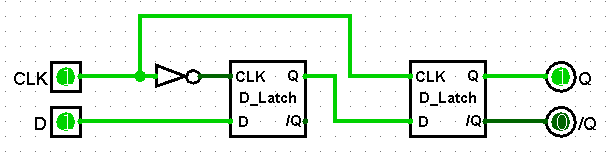 CLK 1 CLK Q CLK Q 1 Q
D_Latch D_Latch
D 1 D /Q D /Q 0 /Q